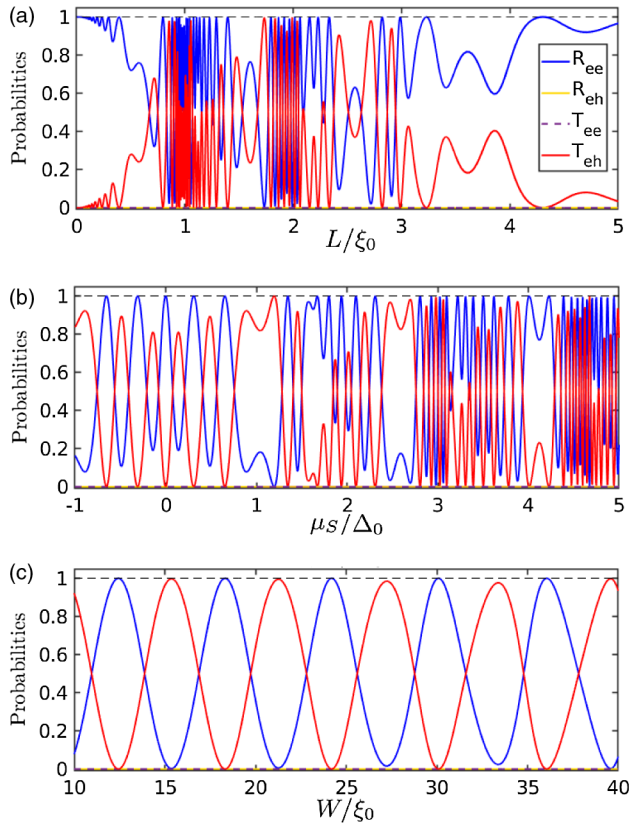 (a)
Probabilities
1
0.8
0.6
0.4
0.2
0
R_ee
R_eh
T_ee
T_eh
0 1 2 3 4 5
L/ξ₀
(b)
Probabilities
1
0.8
0.6
0.4
0.2
0
-1 0 1 2 3 4 5
μ_S/Δ₀
(c)
Probabilities
1
0.8
0.6
0.4
0.2
0
10 15 20 25 30 35 40
W/ξ₀